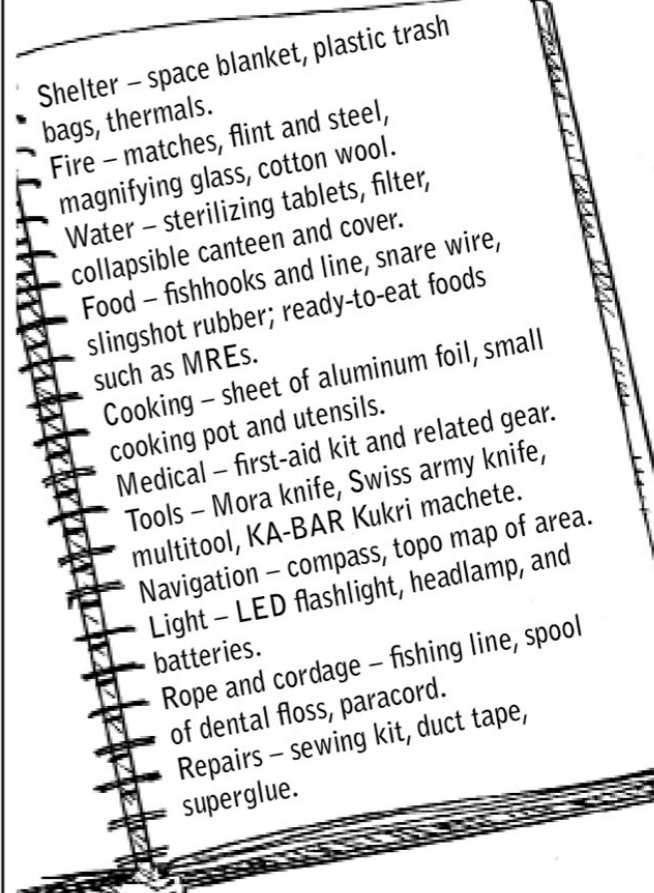 Shelter – space blanket, plastic trash
bags, thermals.
Fire – matches, flint and steel,
magnifying glass, cotton wool.
Water – sterilizing tablets, filter,
collapsible canteen and cover.
Food – fishhooks and line, snare wire,
slingshot rubber; ready-to-eat foods
such as MREs.
Cooking – sheet of aluminum foil, small
cooking pot and utensils.
Medical – first-aid kit and related gear.
Tools – Mora knife, Swiss army knife,
multitool, KA-BAR Kukri machete.
Navigation – compass, topo map of area.
Light – LED flashlight, headlamp, and
batteries.
Rope and cordage – fishing line, spool
of dental floss, paracord.
Repairs – sewing kit, duct tape,
superglue.